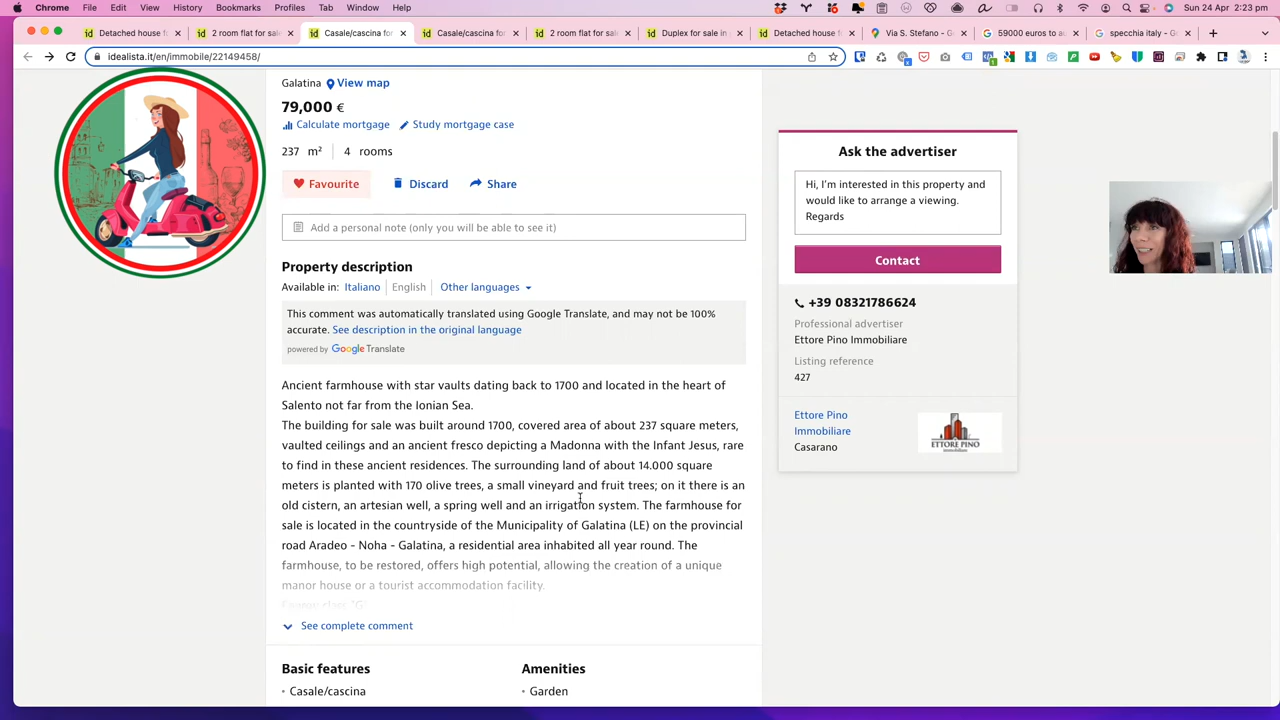 Chrome File Edit View History Bookmarks Profiles Tab Window Help
Sun 24 Apr 2:23 pm
Detached house f
2 room flat for sal
Casale/cascina fo
Casale/cascina fo
2 room flat for sal
Duplex for sale in
Detached house f
Via S. Stefano - G
59000 euros to au
specchia italy - G
idealista.it/en/immobile/22149458/
Galatina View map
79,000 €
Calculate mortgage Study mortgage case
237 m² 4 rooms
Favourite Discard Share
Add a personal note (only you will be able to see it)
Property description
Available in: Italiano English Other languages
This comment was automatically translated using Google Translate, and may not be 100%
accurate. See description in the original language
powered by Google Translate
Ancient farmhouse with star vaults dating back to 1700 and located in the heart of
Salento not far from the Ionian Sea.
The building for sale was built around 1700, covered area of about 237 square meters,
vaulted ceilings and an ancient fresco depicting a Madonna with the Infant Jesus, rare
to find in these ancient residences. The surrounding land of about 14.000 square
meters is planted with 170 olive trees, a small vineyard and fruit trees; on it there is an
old cistern, an artesian well, a spring well and an irrigation system. The farmhouse for
sale is located in the countryside of the Municipality of Galatina (LE) on the provincial
road Aradeo - Noha - Galatina, a residential area inhabited all year round. The
farmhouse, to be restored, offers high potential, allowing the creation of a unique
manor house or a tourist accommodation facility.
See complete comment
Basic features
Casale/cascina
Amenities
Garden
Ask the advertiser
Hi, I'm interested in this property and
would like to arrange a viewing.
Regards
Contact
+39 08321786624
Professional advertiser
Ettore Pino Immobiliare
Listing reference
427
Ettore Pino
Immobiliare
Casarano
ETTORE PINO